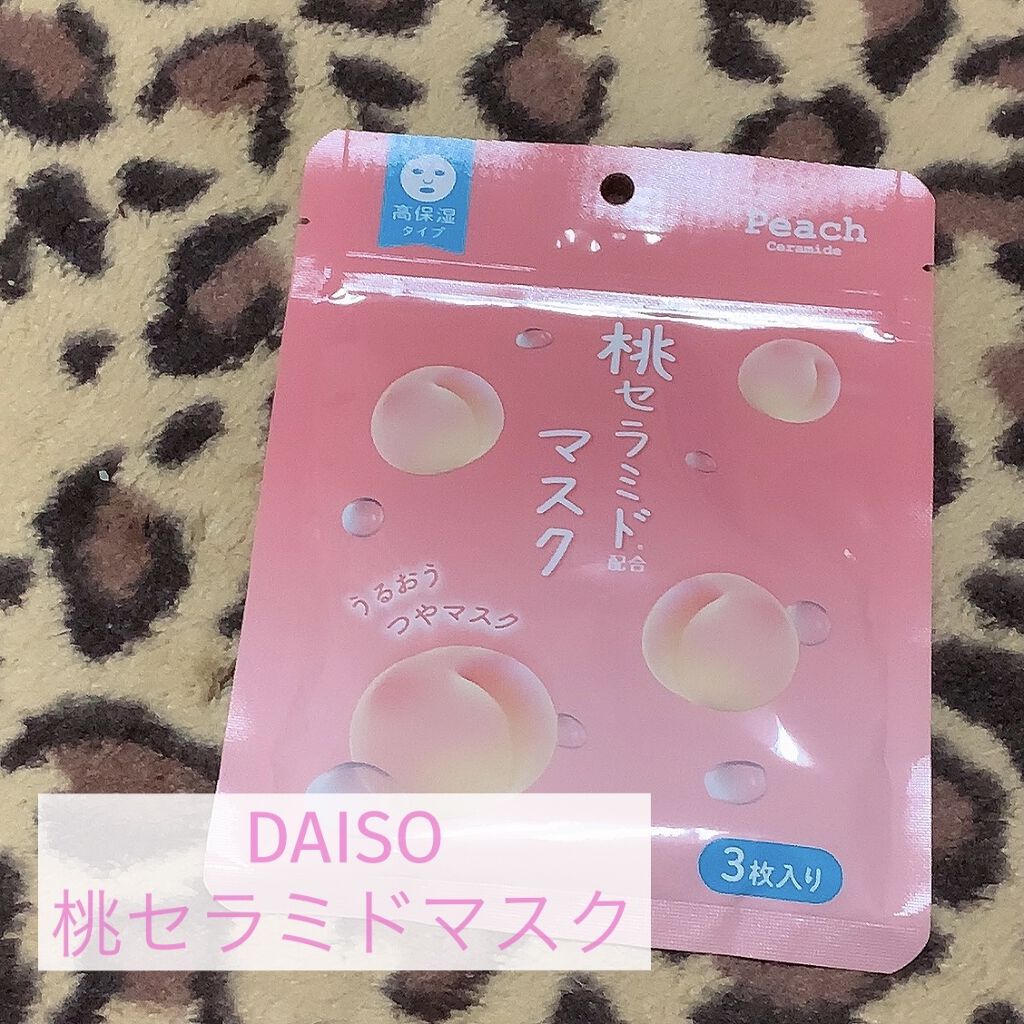 高保湿
タイプ
Peach
Ceramide
桃セラミド配合
マスク
うるおう
つやマスク
3枚入り
DAISO
桃セラミドマスク